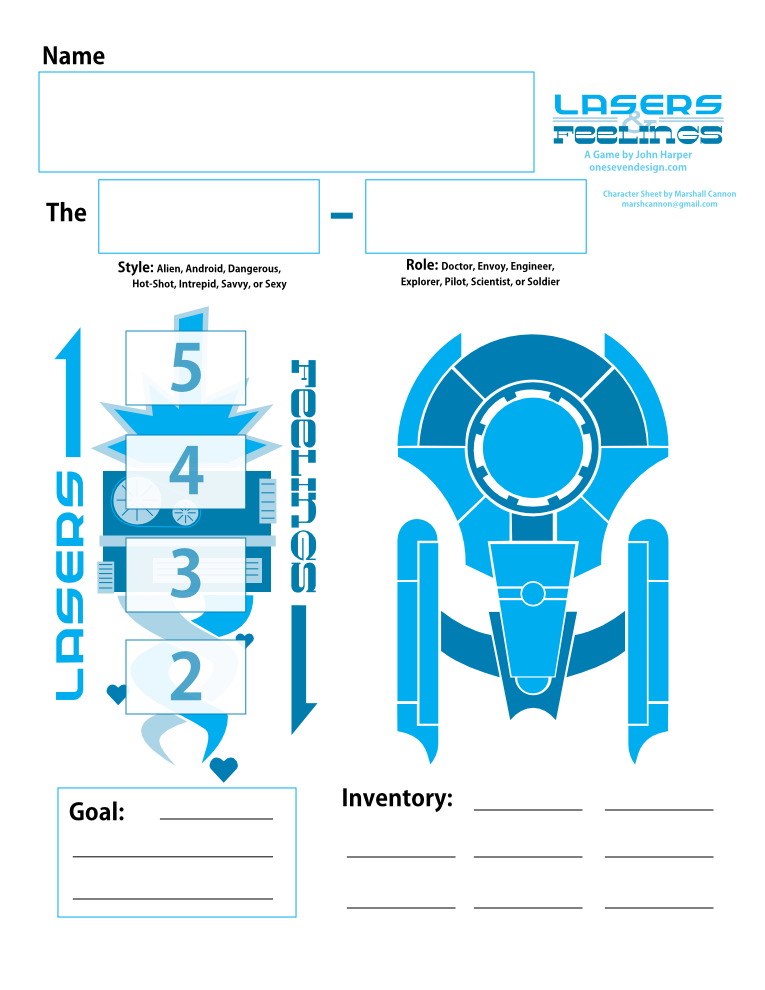 Name
LASERS
&
FEELINGS
A Game by John Harper
onesevendesign.com
Character Sheet by Marshall Cannon
marshcannon@gmail.com
The
–
Style: Alien, Android, Dangerous,
Hot-Shot, Intrepid, Savvy, or Sexy
Role: Doctor, Envoy, Engineer,
Explorer, Pilot, Scientist, or Soldier
LASERS
5
4
3
2
FEELINGS
Goal:
Inventory: